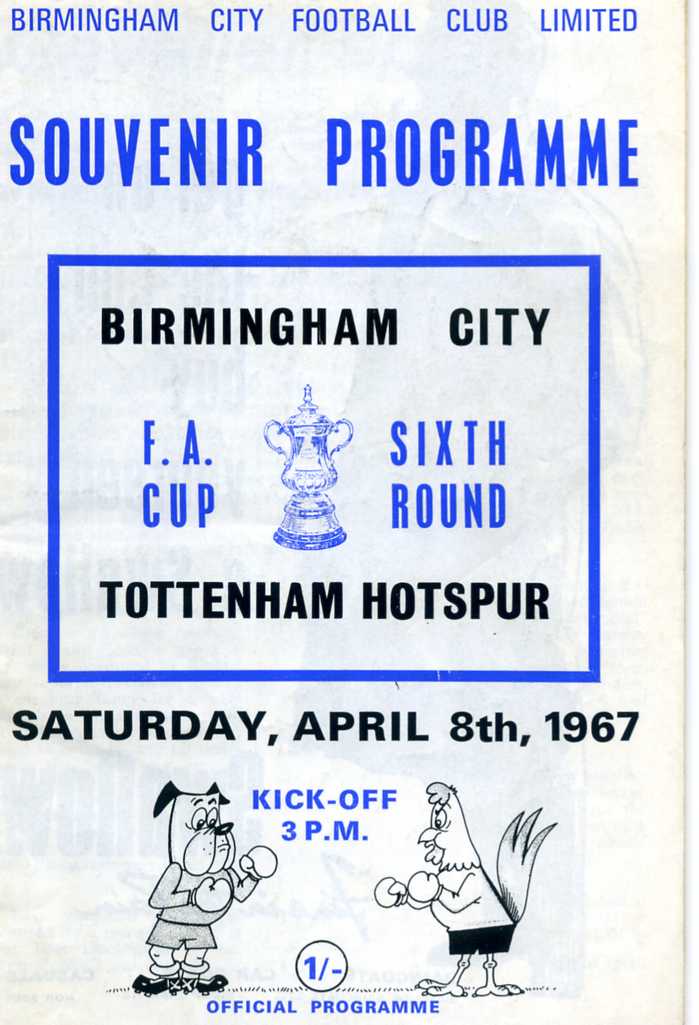 BIRMINGHAM CITY FOOTBALL CLUB LIMITED
SOUVENIR PROGRAMME
BIRMINGHAM CITY
F.A. CUP
SIXTH ROUND
TOTTENHAM HOTSPUR
SATURDAY, APRIL 8th, 1967
KICK-OFF
3 P.M.
1/-
OFFICIAL PROGRAMME